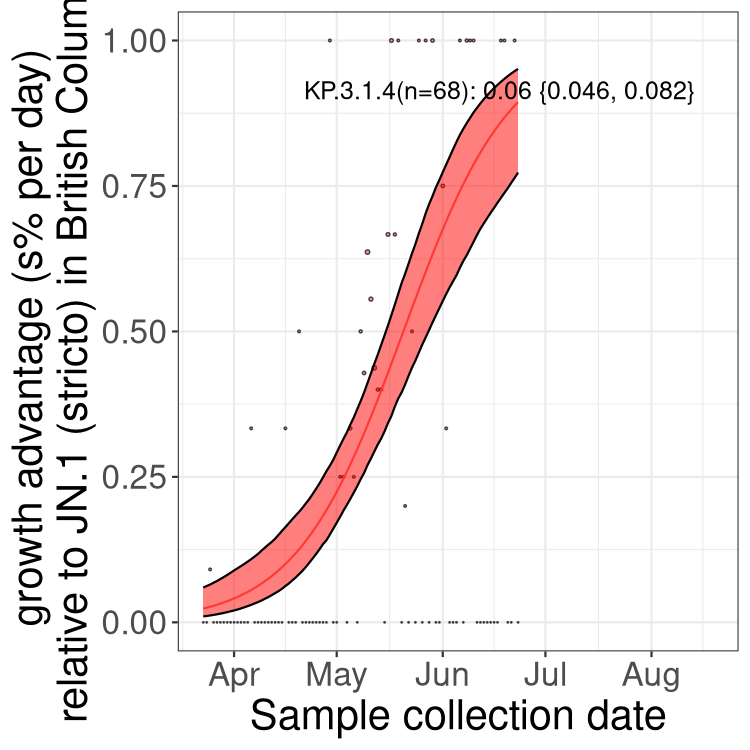 growth advantage (s% per day)
relative to JN.1 (stricto) in British Colum
1.00
0.75
0.50
0.25
0.00
KP.3.1.4(n=68): 0.06 {0.046, 0.082}
Apr May Jun Jul Aug
Sample collection date